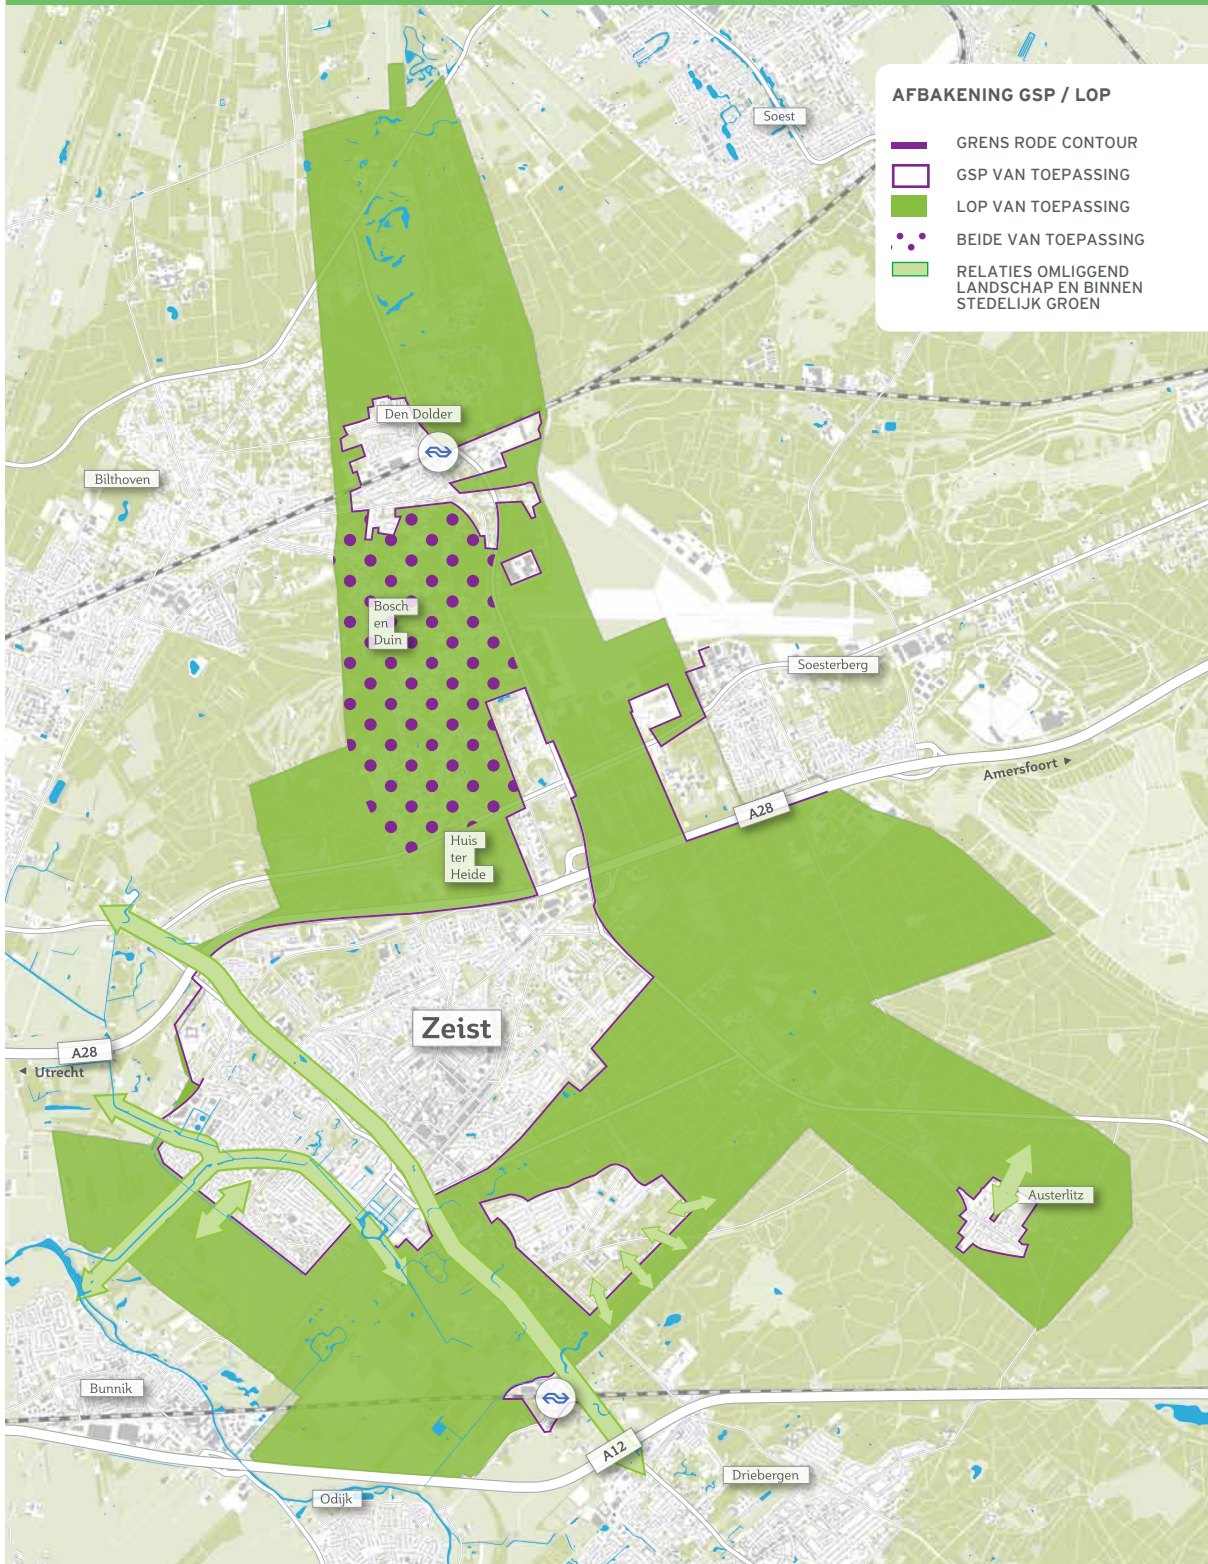 AFBAKENING GSP / LOP
GRENS RODE CONTOUR
GSP VAN TOEPASSING
LOP VAN TOEPASSING
BEIDE VAN TOEPASSING
RELATIES OMLIGGEND
LANDSCHAP EN BINNEN
STEDELIJK GROEN
Soest
Den Dolder
Bilthoven
Bosch
en
Duin
Soesterberg
Amersfoort
A28
Huis
ter
Heide
Zeist
A28
Utrecht
Austerlitz
Bunnik
A12
Driebergen
Odijk